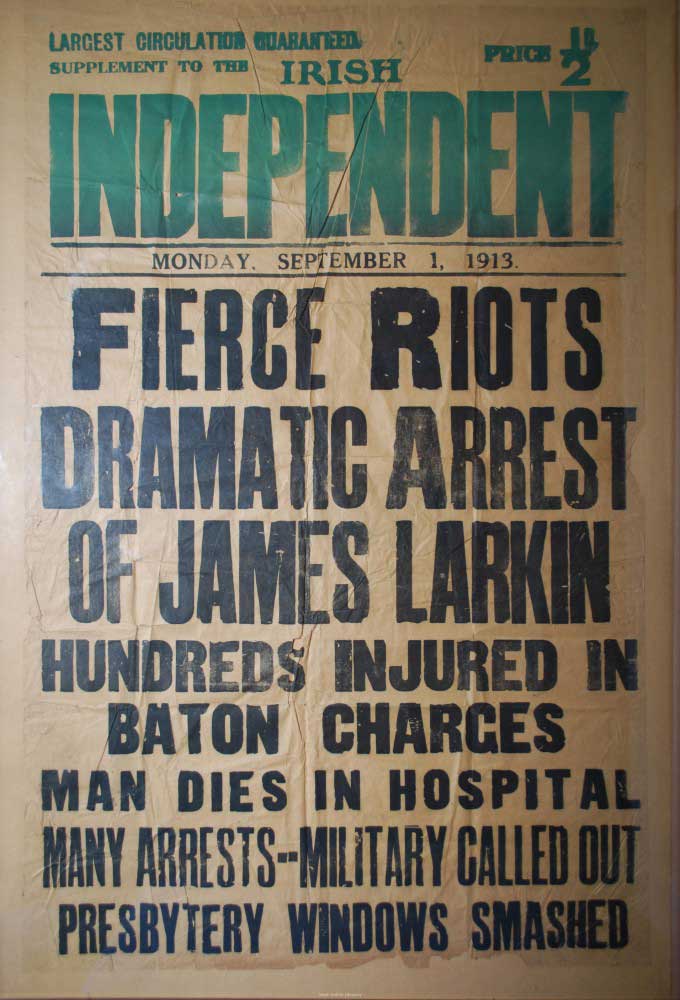 LARGEST CIRCULATION GUARANTEED.
SUPPLEMENT TO THE IRISH
PRICE 1D/2
INDEPENDENT
MONDAY, SEPTEMBER 1, 1913.
FIERCE RIOTS
DRAMATIC ARREST
OF JAMES LARKIN
HUNDREDS INJURED IN
BATON CHARGES
MAN DIES IN HOSPITAL
MANY ARRESTS--MILITARY CALLED OUT
PRESBYTERY WINDOWS SMASHED